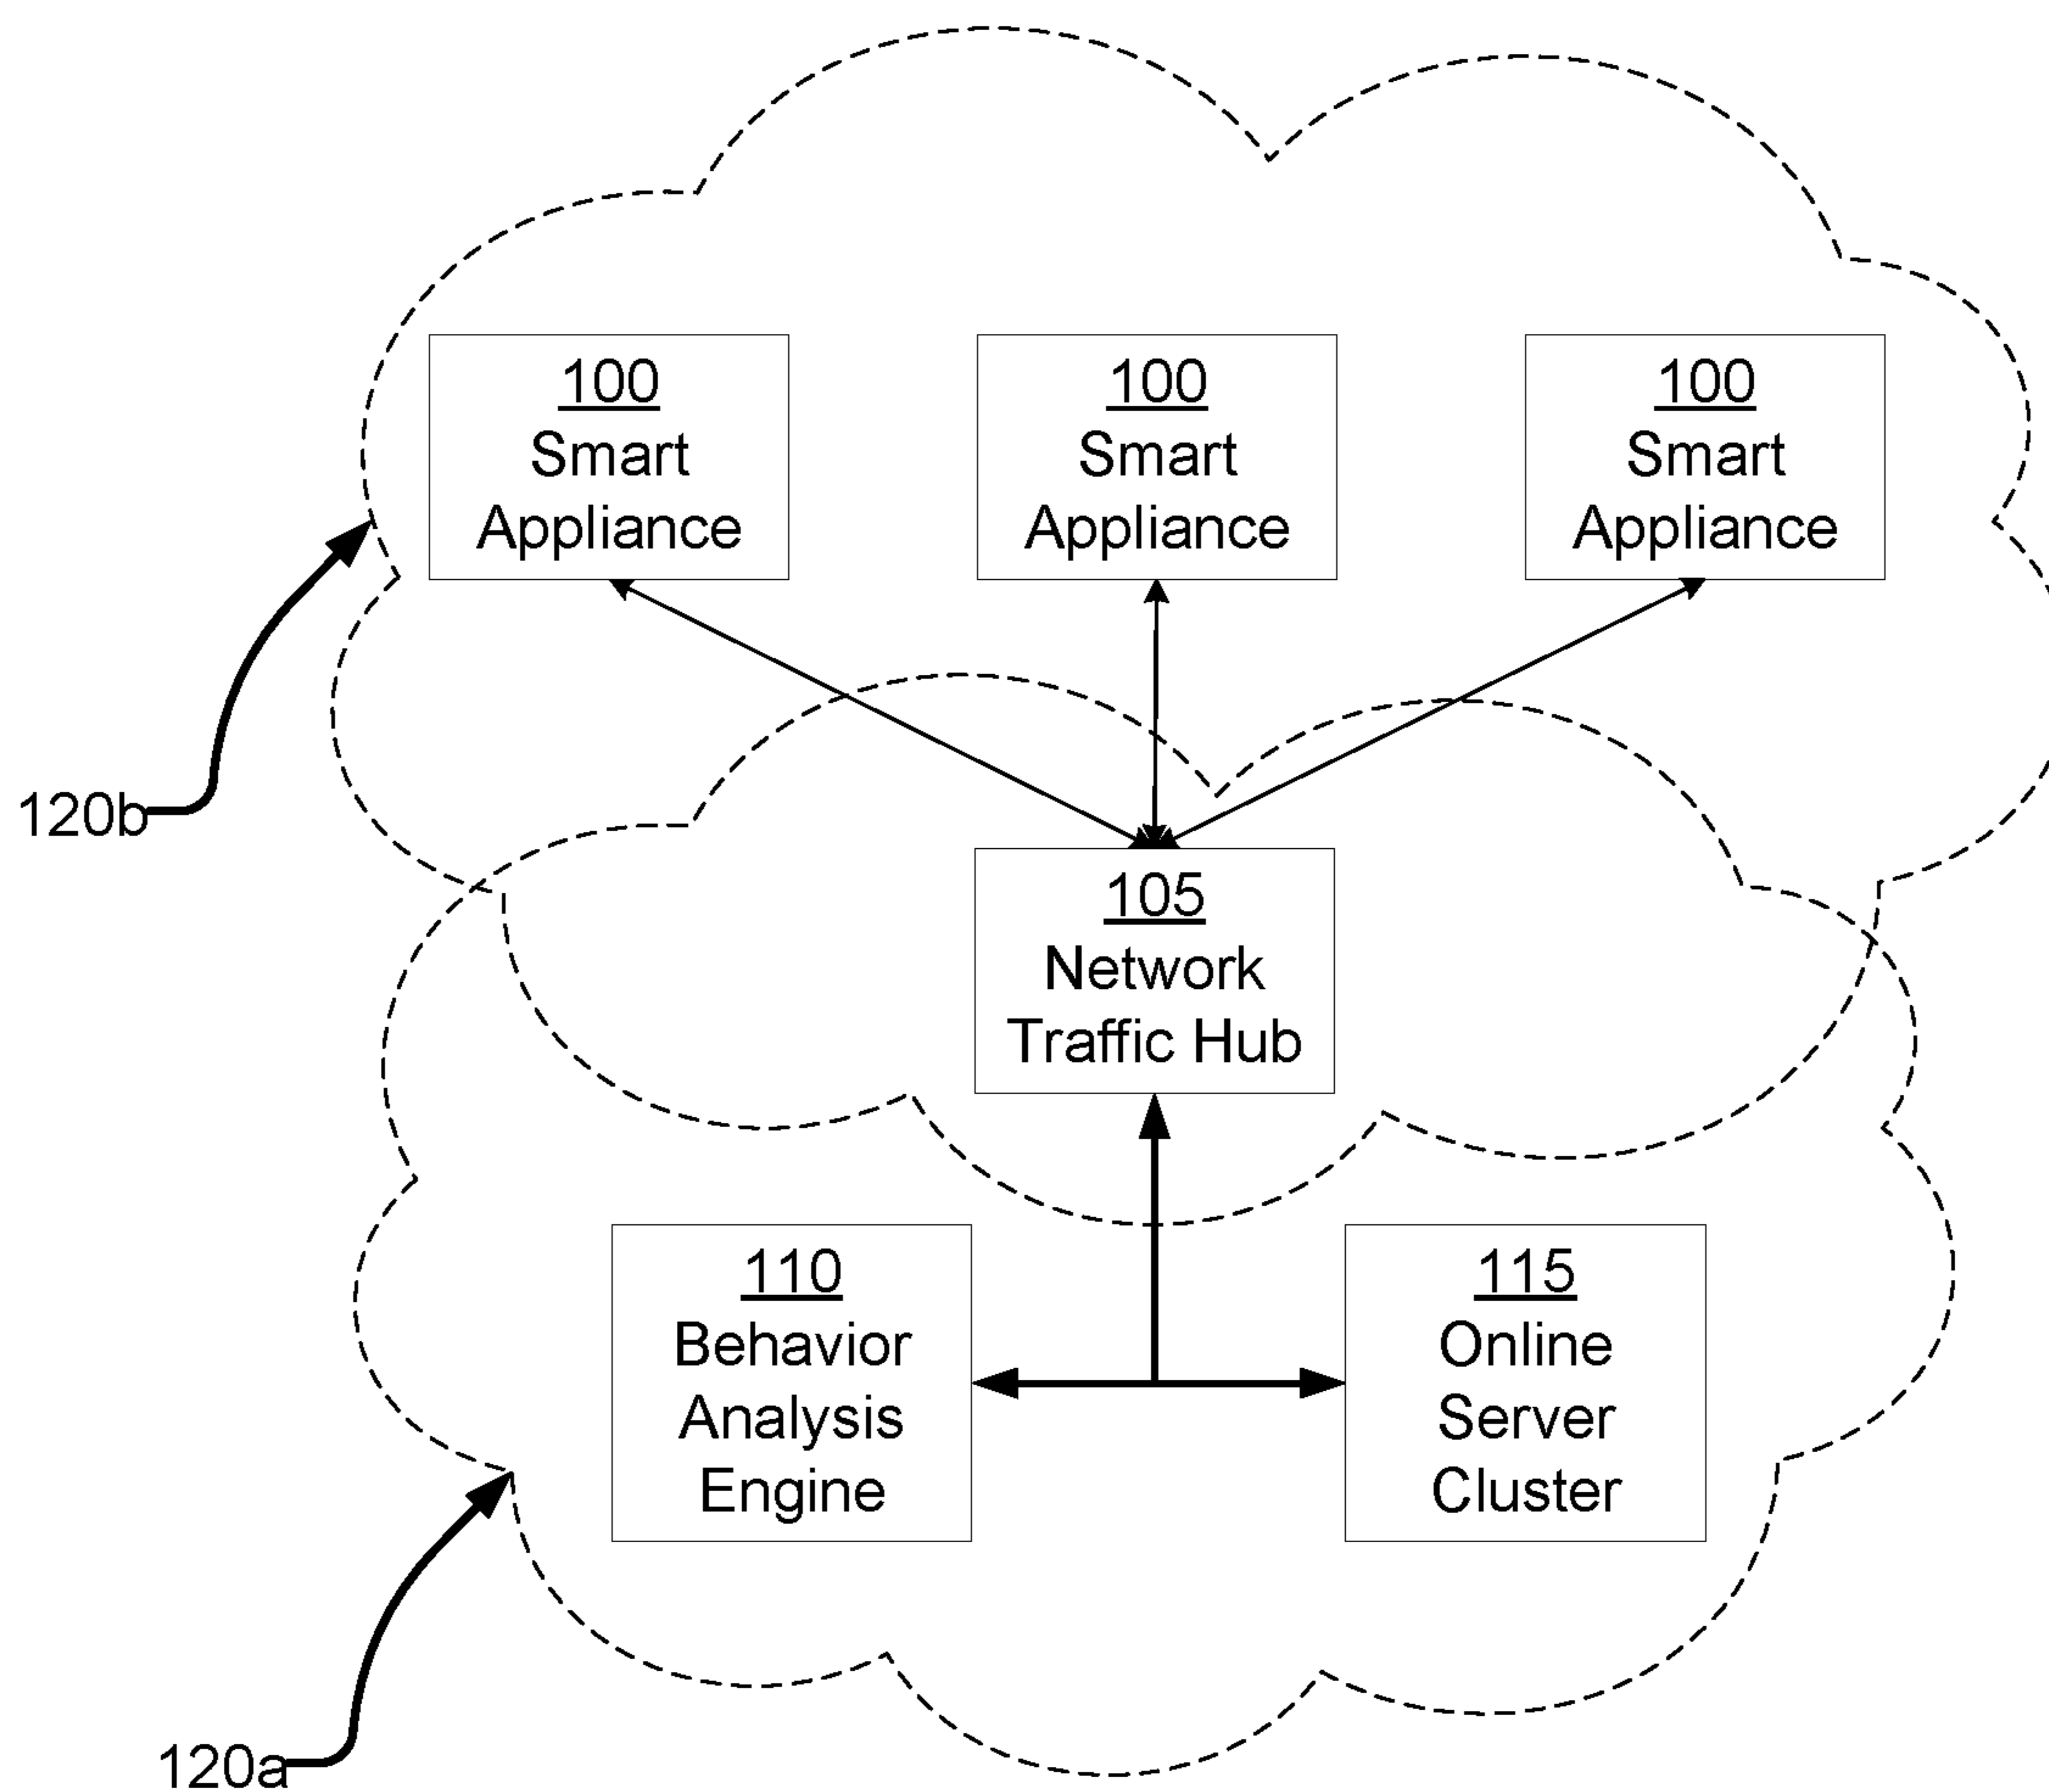 100
Smart
Appliance
100
Smart
Appliance
100
Smart
Appliance
120b
105
Network
Traffic Hub
110
Behavior
Analysis
Engine
115
Online
Server
Cluster
120a